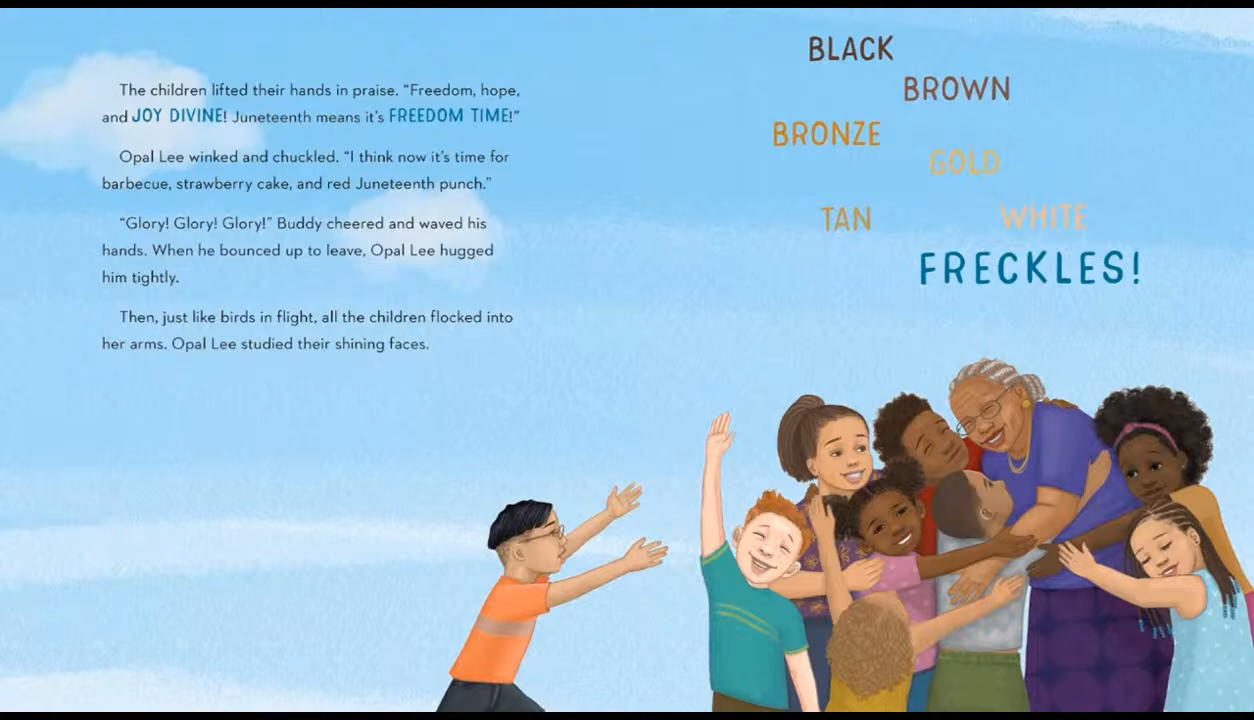 The children lifted their hands in praise. “Freedom, hope,
and JOY DIVINE! Juneteenth means it’s FREEDOM TIME!”
Opal Lee winked and chuckled. “I think now it’s time for
barbecue, strawberry cake, and red Juneteenth punch.”
“Glory! Glory! Glory!” Buddy cheered and waved his
hands. When he bounced up to leave, Opal Lee hugged
him tightly.
Then, just like birds in flight, all the children flocked into
her arms. Opal Lee studied their shining faces.
BLACK
BROWN
BRONZE
GOLD
TAN WHITE
FRECKLES!